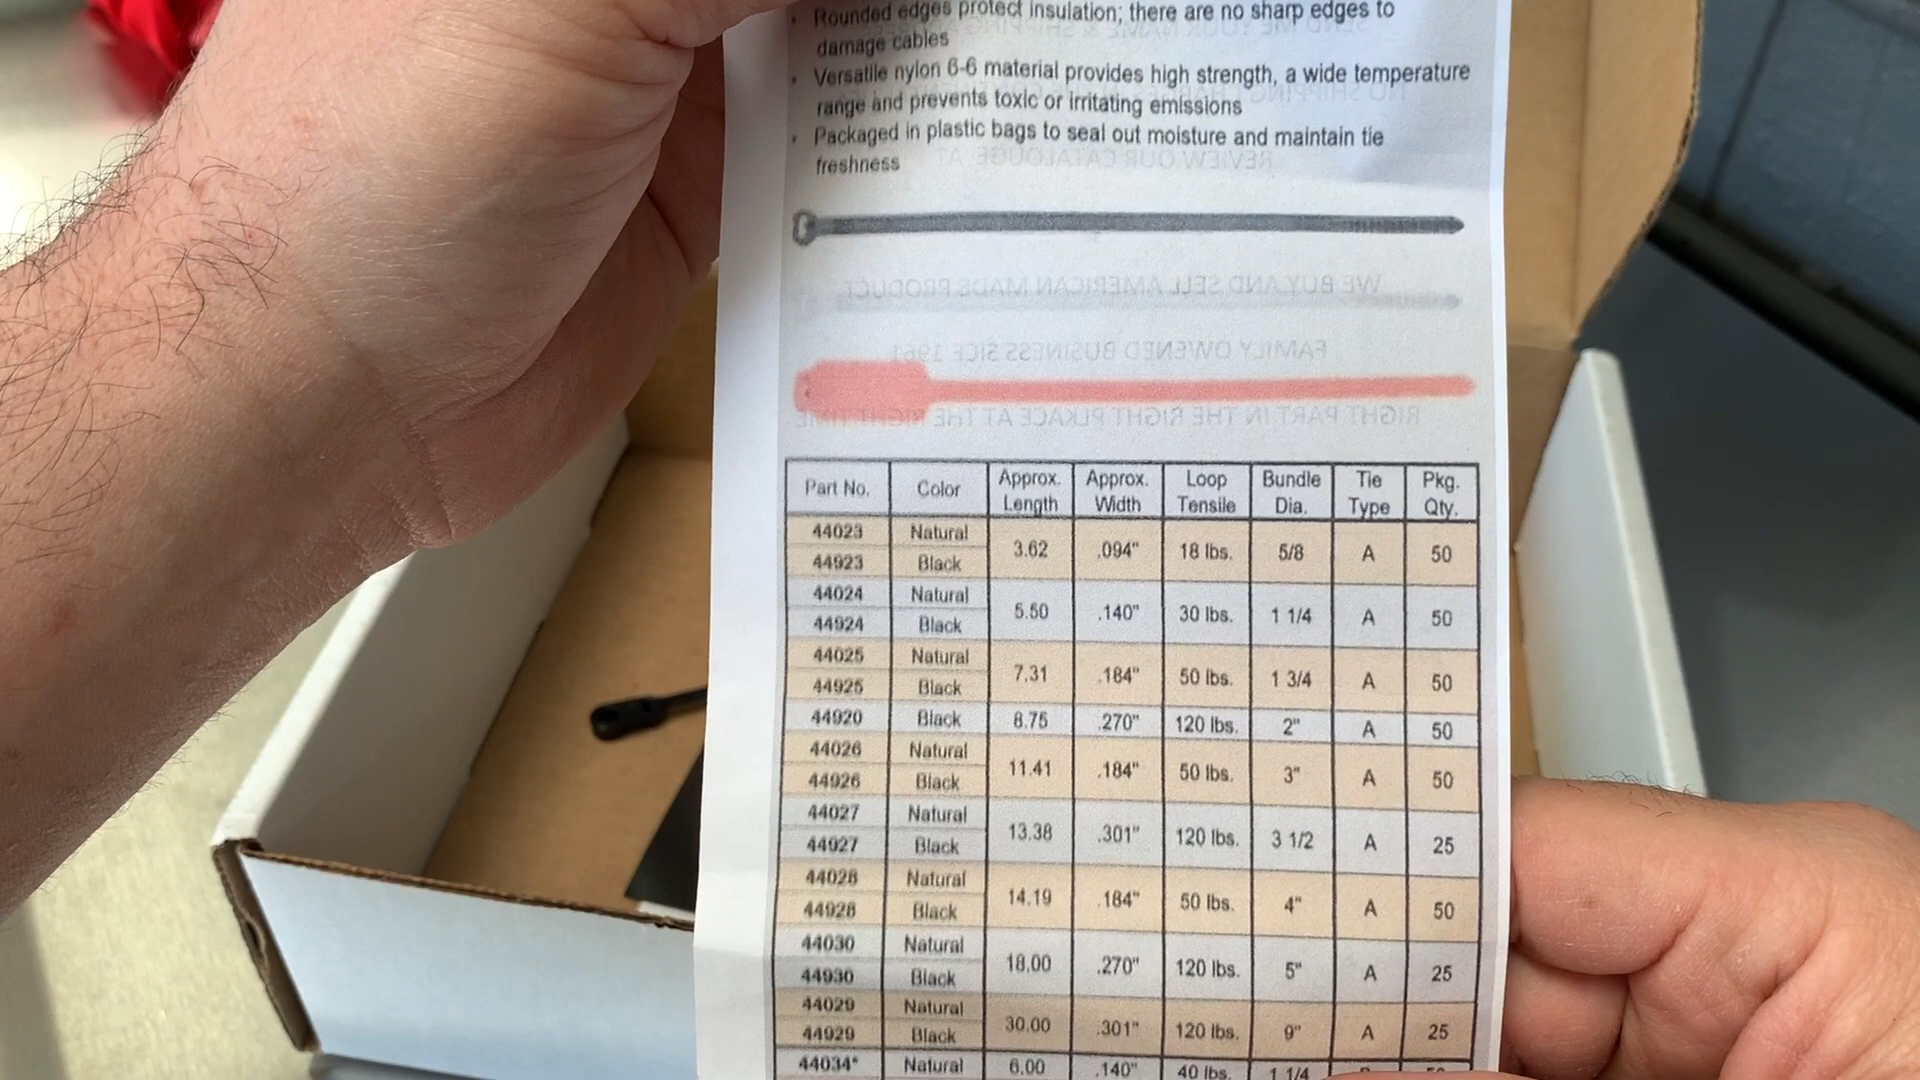 Rounded edges protect insulation; there are no sharp edges to
damage cables
Versatile nylon 6-6 material provides high strength, a wide temperature
range and prevents toxic or irritating emissions
Packaged in plastic bags to seal out moisture and maintain tie
freshness
REVIEW OUR CATALOUGE AT
WE BUY AND SELL AMERICAN MADE PRODUCT
FAMILY OWENED BUSINESS SICE 1961
RIGHT PART IN THE RIGHT PLKACE AT THE RIGHT TIME
Part No. Color Approx. Length Approx. Width Loop Tensile Bundle Dia. Tie Type Pkg. Qty.
44023 Natural 3.62 .094" 18 lbs. 5/8 A 50
44923 Black
44024 Natural 5.50 .140" 30 lbs. 1 1/4 A 50
44924 Black
44025 Natural 7.31 .184" 50 lbs. 1 3/4 A 50
44925 Black
44920 Black 8.75 .270" 120 lbs. 2" A 50
44026 Natural 11.41 .184" 50 lbs. 3" A 50
44926 Black
44027 Natural 13.38 .301" 120 lbs. 3 1/2 A 25
44927 Black
44028 Natural 14.19 .184" 50 lbs. 4" A 50
44928 Black
44030 Natural 18.00 .270" 120 lbs. 5" A 25
44930 Black
44029 Natural 30.00 .301" 120 lbs. 9" A 25
44929 Black
44034* Natural 6.00 .140" 40 lbs. 1 1/4